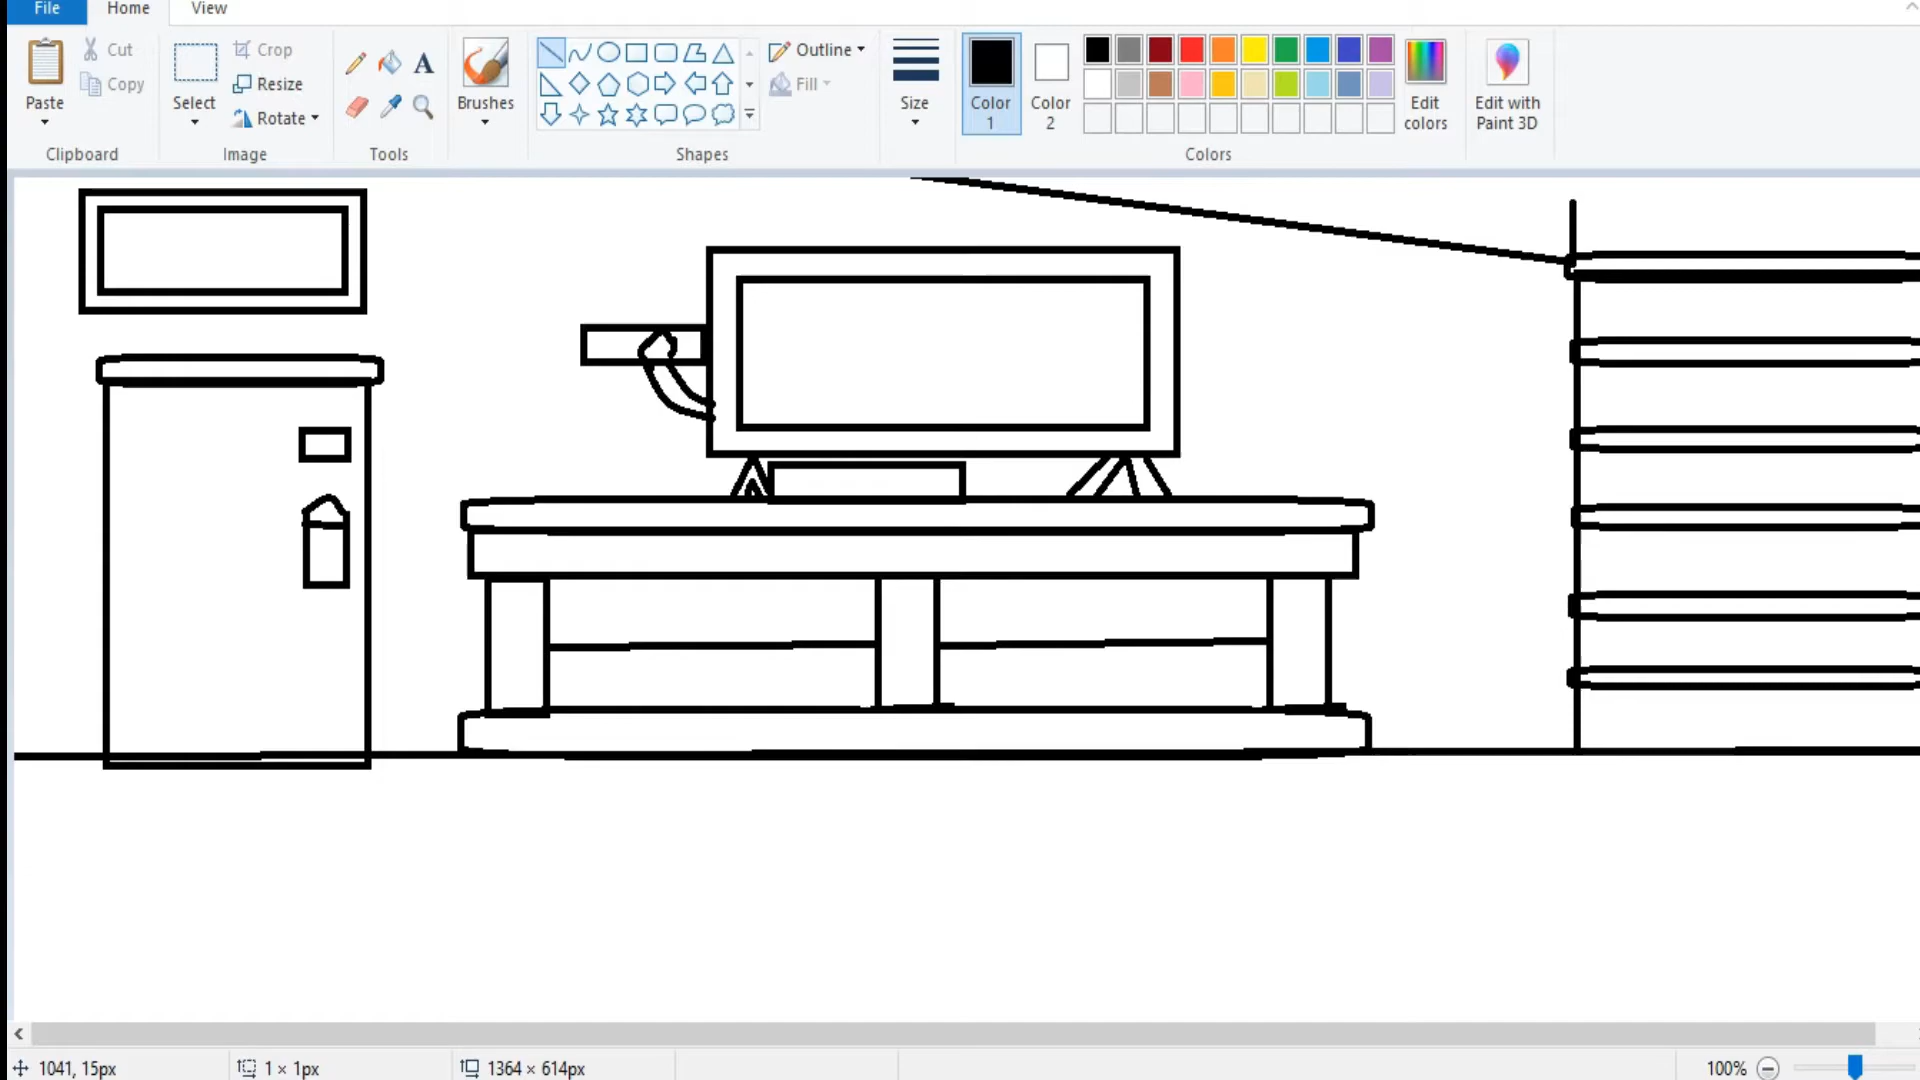 File Home View
Paste Cut Copy Clipboard
Select Crop Resize Rotate Image
A
Tools
Brushes
Outline Fill
Shapes
Size
Color 1
Color 2
Edit colors
Colors
Edit with Paint 3D
1041, 15px
1 × 1px
1364 × 614px
100%